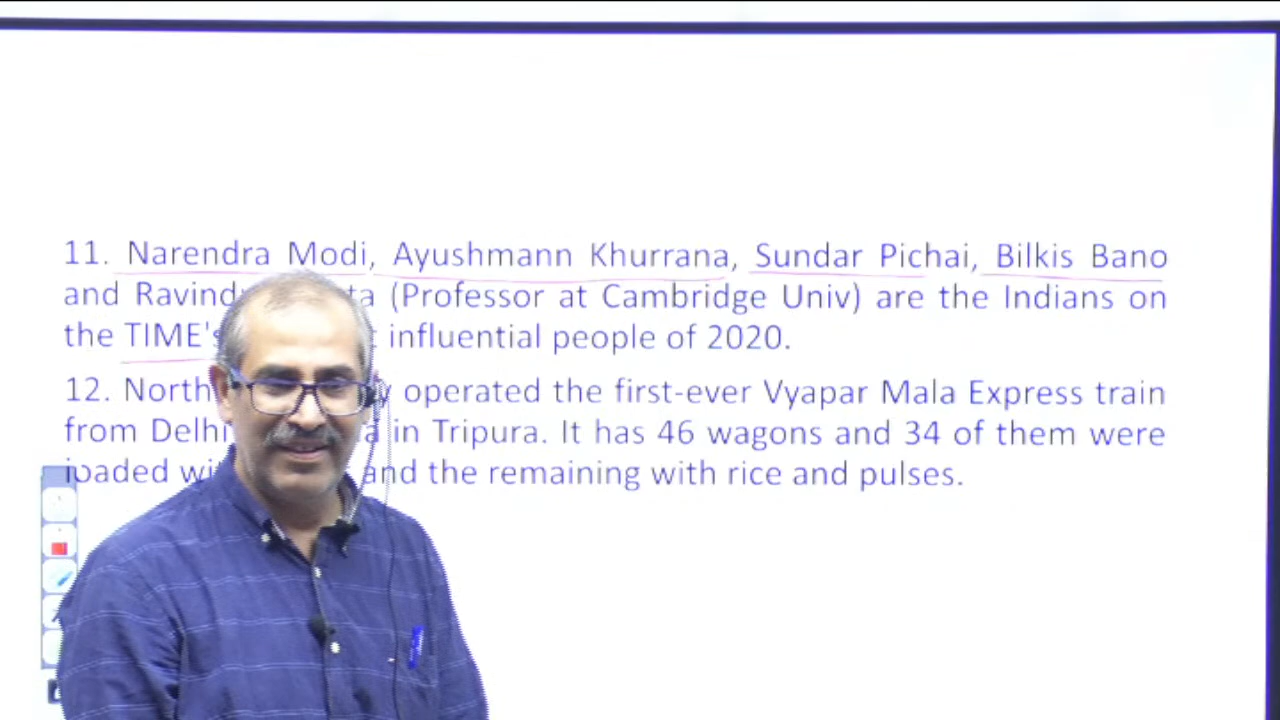 11. Narendra Modi, Ayushmann Khurrana, Sundar Pichai, Bilkis Bano
and (Professor at Cambridge Univ) are the Indians on
the TIME's influential people of 2020.
12. operated the first-ever Vyapar Mala Express train
from Delhi in Tripura. It has 46 wagons and 34 of them were
loaded and the remaining with rice and pulses.